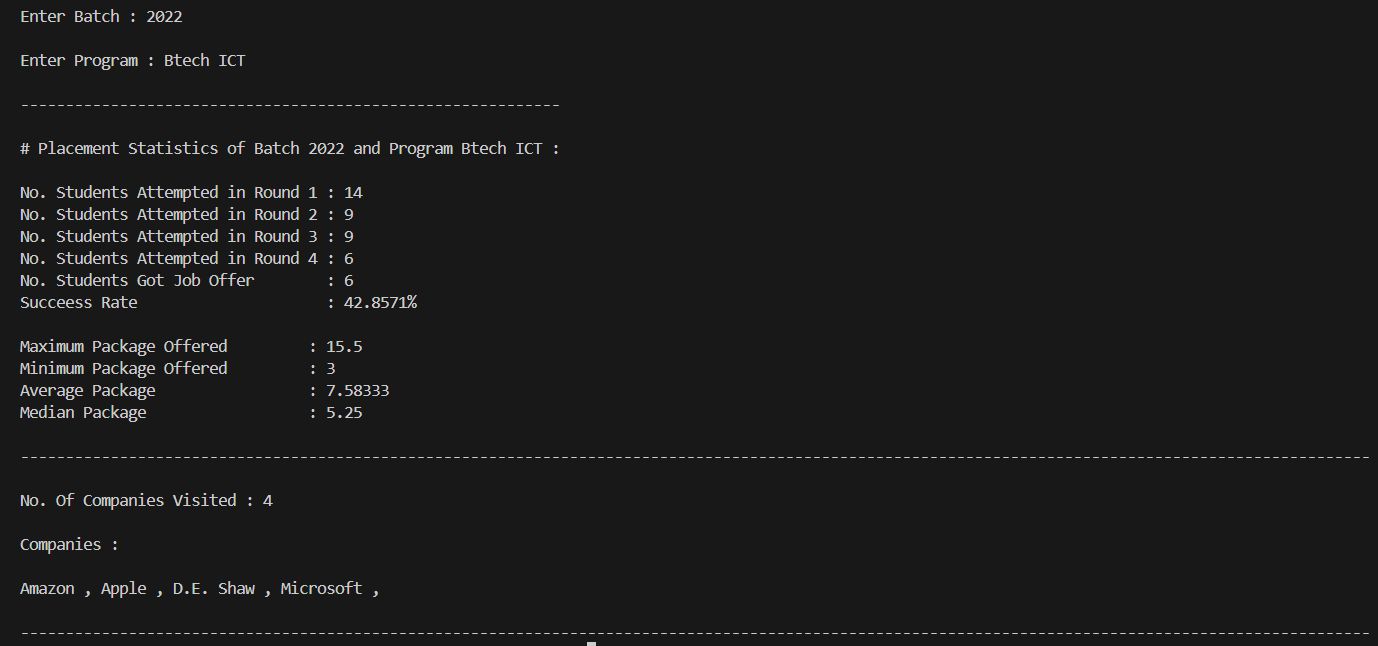 Enter Batch : 2022
Enter Program : Btech ICT
------------------------------------------------------------
# Placement Statistics of Batch 2022 and Program Btech ICT :
No. Students Attempted in Round 1 : 14
No. Students Attempted in Round 2 : 9
No. Students Attempted in Round 3 : 9
No. Students Attempted in Round 4 : 6
No. Students Got Job Offer        : 6
Succeess Rate                     : 42.8571%
Maximum Package Offered         : 15.5
Minimum Package Offered         : 3
Average Package                 : 7.58333
Median Package                  : 5.25
------------------------------------------------------------------------------------------------------------------------------------------------------
No. Of Companies Visited : 4
Companies :
Amazon , Apple , D.E. Shaw , Microsoft ,
------------------------------------------------------------------------------------------------------------------------------------------------------